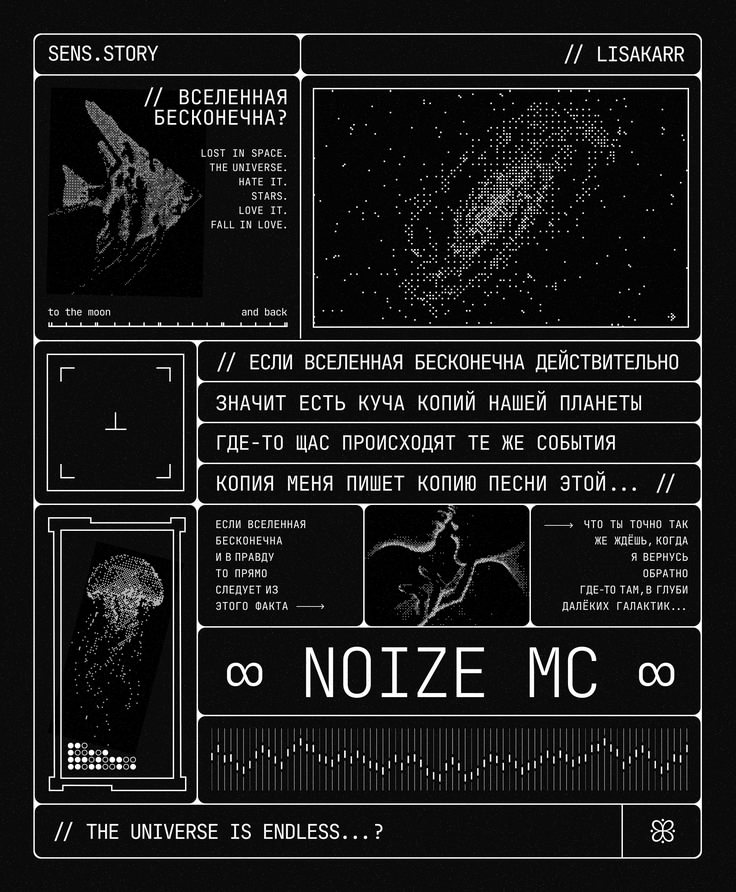 SENS.STORY
// LISAKARR
// ВСЕЛЕННАЯ
БЕСКОНЕЧНА?
LOST IN SPACE.
THE UNIVERSE.
HATE IT.
STARS.
LOVE IT.
FALL IN LOVE.
to the moon
and back
// ЕСЛИ ВСЕЛЕННАЯ БЕСКОНЕЧНА ДЕЙСТВИТЕЛЬНО
ЗНАЧИТ ЕСТЬ КУЧА КОПИЙ НАШЕЙ ПЛАНЕТЫ
ГДЕ-ТО ЩАС ПРОИСХОДЯТ ТЕ ЖЕ СОБЫТИЯ
КОПИЯ МЕНЯ ПИШЕТ КОПИЮ ПЕСНИ ЭТОЙ... //
ЕСЛИ ВСЕЛЕННАЯ
БЕСКОНЕЧНА
И В ПРАВДУ
ТО ПРЯМО
СЛЕДУЕТ ИЗ
ЭТОГО ФАКТА ⟶
⟶ ЧТО ТЫ ТОЧНО ТАК
ЖЕ ЖДЁШЬ, КОГДА
Я ВЕРНУСЬ
ОБРАТНО
ГДЕ-ТО ТАМ, В ГЛУБИ
ДАЛЁКИХ ГАЛАКТИК...
∞ NOIZE MC ∞
// THE UNIVERSE IS ENDLESS...?